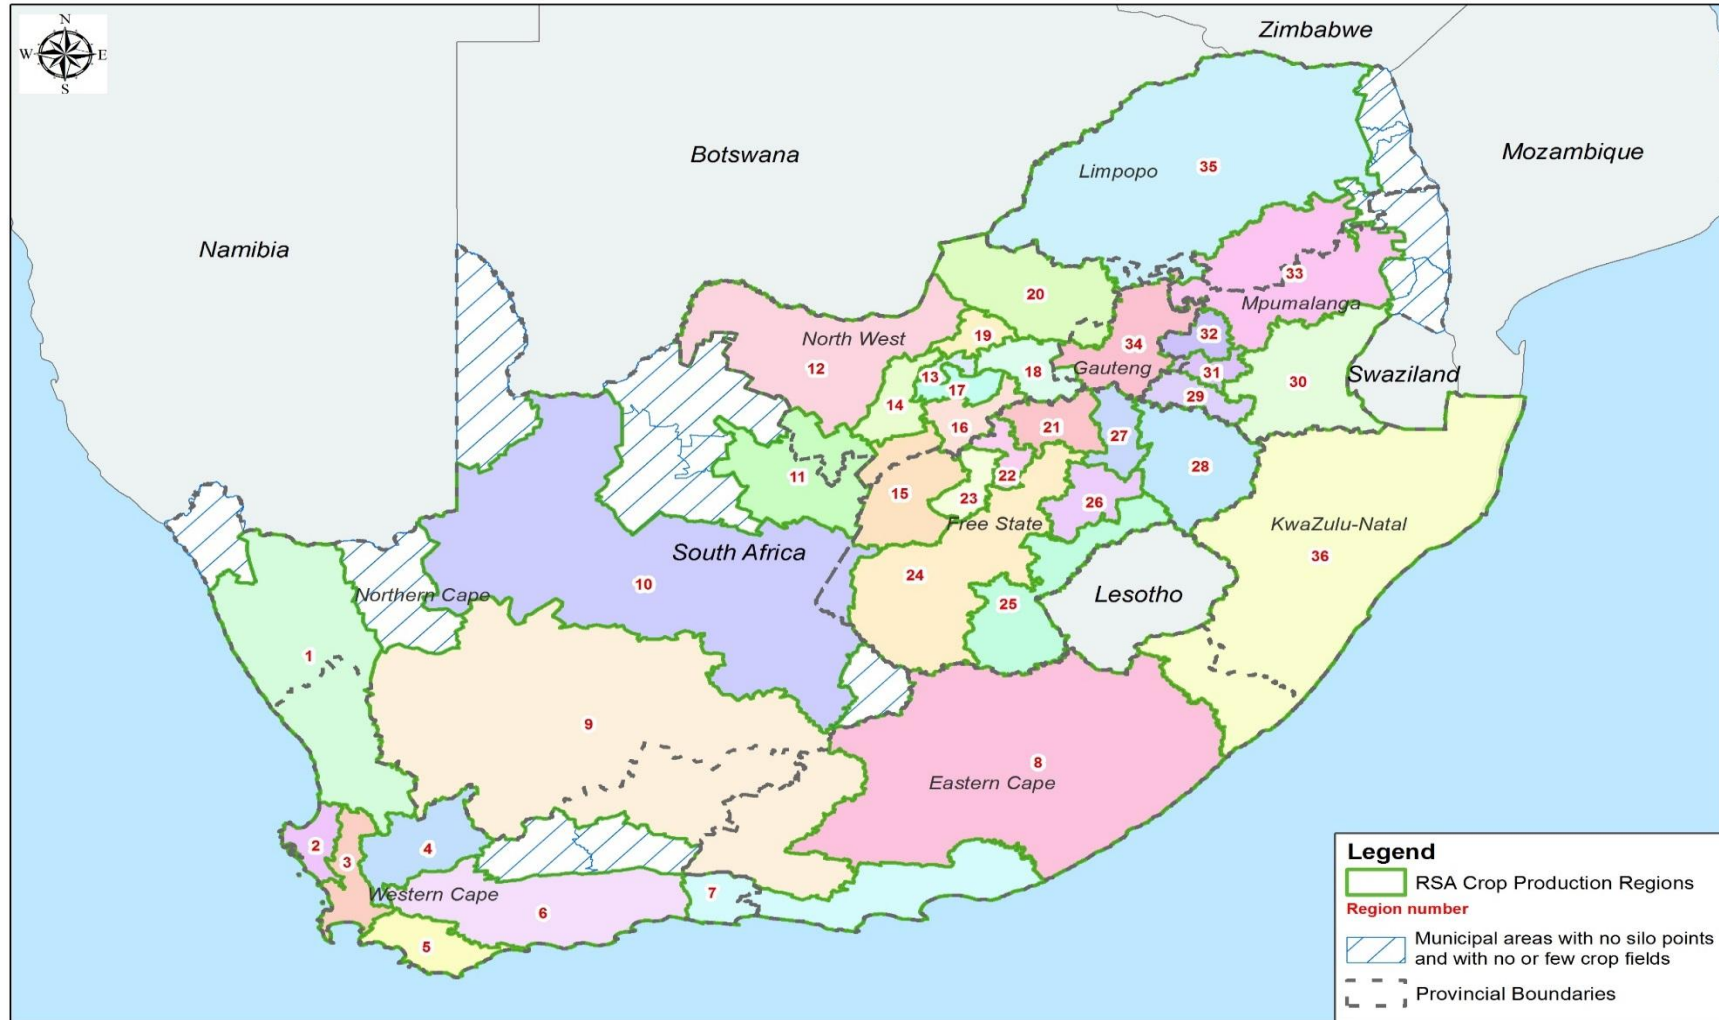 N
W E
S
Zimbabwe
Botswana
Mozambique
Limpopo
35
Namibia
33
20
Mpumalanga
North West
19
34
32
12
13
18
Gauteng
31
Swaziland
17
30
14
29
16
21
27
28
11
22
15
23
26
Free State
KwaZulu-Natal
South Africa
36
10
24
Northern Cape
Lesotho
25
1
9
8
Eastern Cape
2
3
4
Western Cape
7
6
5
Legend
RSA Crop Production Regions
Region number
Municipal areas with no silo points
and with no or few crop fields
Provincial Boundaries